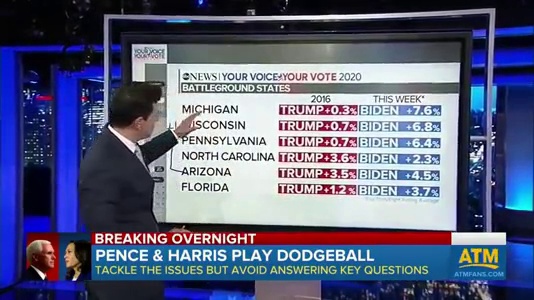 YOUR VOICE
YOUR VOTE
abc NEWS YOUR VOICE YOUR VOTE 2020
BATTLEGROUND STATES
2016 THIS WEEK*
MICHIGAN TRUMP +0.3% BIDEN +7.6%
WISCONSIN TRUMP +0.7% BIDEN +6.8%
PENNSYLVANIA TRUMP +0.7% BIDEN +6.4%
NORTH CAROLINA TRUMP +3.6% BIDEN +2.3%
ARIZONA TRUMP +3.5% BIDEN +4.5%
FLORIDA TRUMP +1.2% BIDEN +3.7%
BREAKING OVERNIGHT
PENCE & HARRIS PLAY DODGEBALL
TACKLE THE ISSUES BUT AVOID ANSWERING KEY QUESTIONS
ATM
ATMFANS.COM